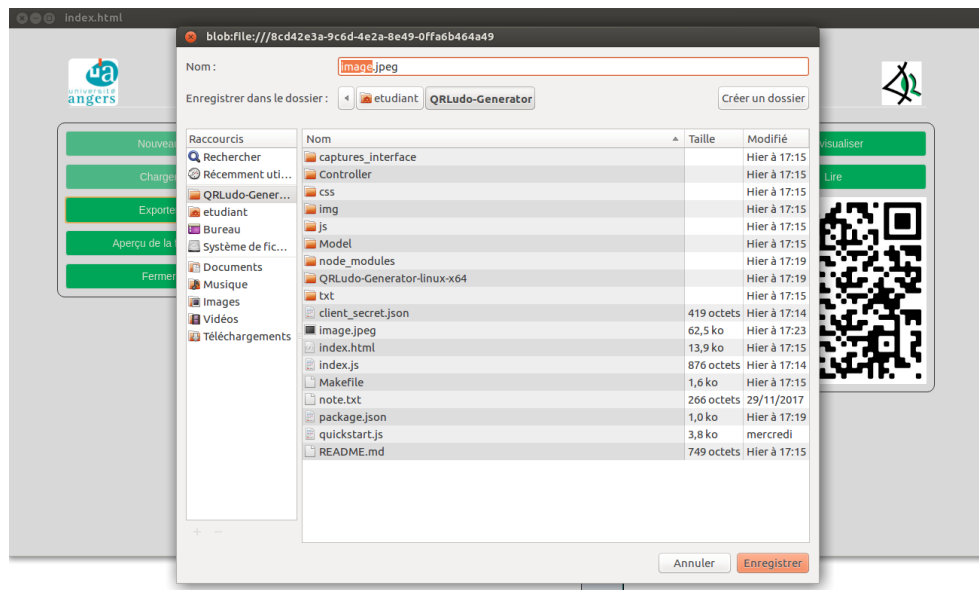 Index.html
blob:file:///8cd42e3a-9c6d-4e2a-8e49-0ffa6b464a49
Nom :
image.jpeg
Enregistrer dans le dossier :
etudiant
QRLudo-Generator
Créer un dossier
ua
université
angers
Nouvea
Charge
Exporte
Aperçu de la
Fermer
Raccourcis
Rechercher
Récemment uti...
QRLudo-Gener...
etudiant
Bureau
Système de fic...
Documents
Musique
Images
Vidéos
Téléchargements
Nom Taille Modifié
captures_interface Hier à 17:15
Controller Hier à 17:15
css Hier à 17:15
img Hier à 17:15
js Hier à 17:15
Model Hier à 17:15
node_modules Hier à 17:19
QRLudo-Generator-linux-x64 Hier à 17:19
txt Hier à 17:15
client_secret.json 419 octets Hier à 17:14
image.jpeg 62,5 ko Hier à 17:23
index.html 13,9 ko Hier à 17:15
index.js 876 octets Hier à 17:14
Makefile 1,6 ko Hier à 17:15
note.txt 266 octets 29/11/2017
package.json 1,0 ko Hier à 17:19
quickstart.js 3,8 ko mercredi
README.md 749 octets Hier à 17:15
visualiser
Lire
Annuler
Enregistrer